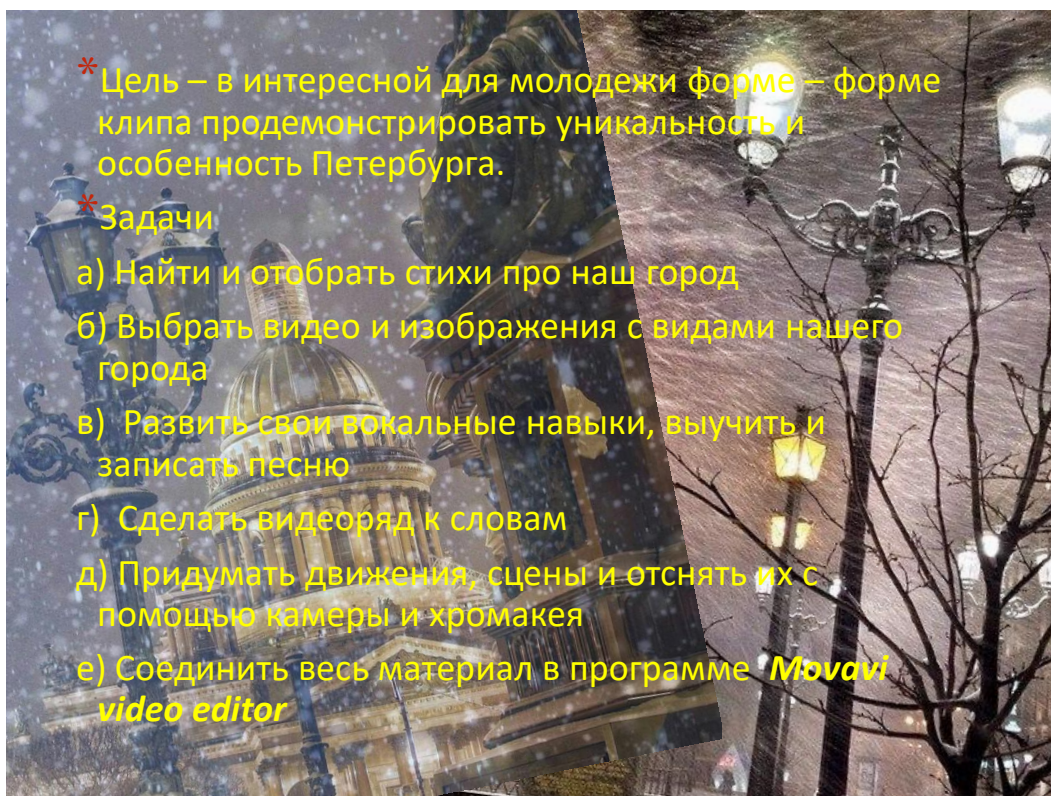 *Цель – в интересной для молодежи форме – форме
клипа продемонстрировать уникальность и
особенность Петербурга.
*Задачи
а) Найти и отобрать стихи про наш город
б) Выбрать видео и изображения с видами нашего
города
в) Развить свои вокальные навыки, выучить и
записать песню
г) Сделать видеоряд к словам
д) Придумать движения, сцены и отснять их с
помощью камеры и хромакея
е) Соединить весь материал в программе Movavi
video editor